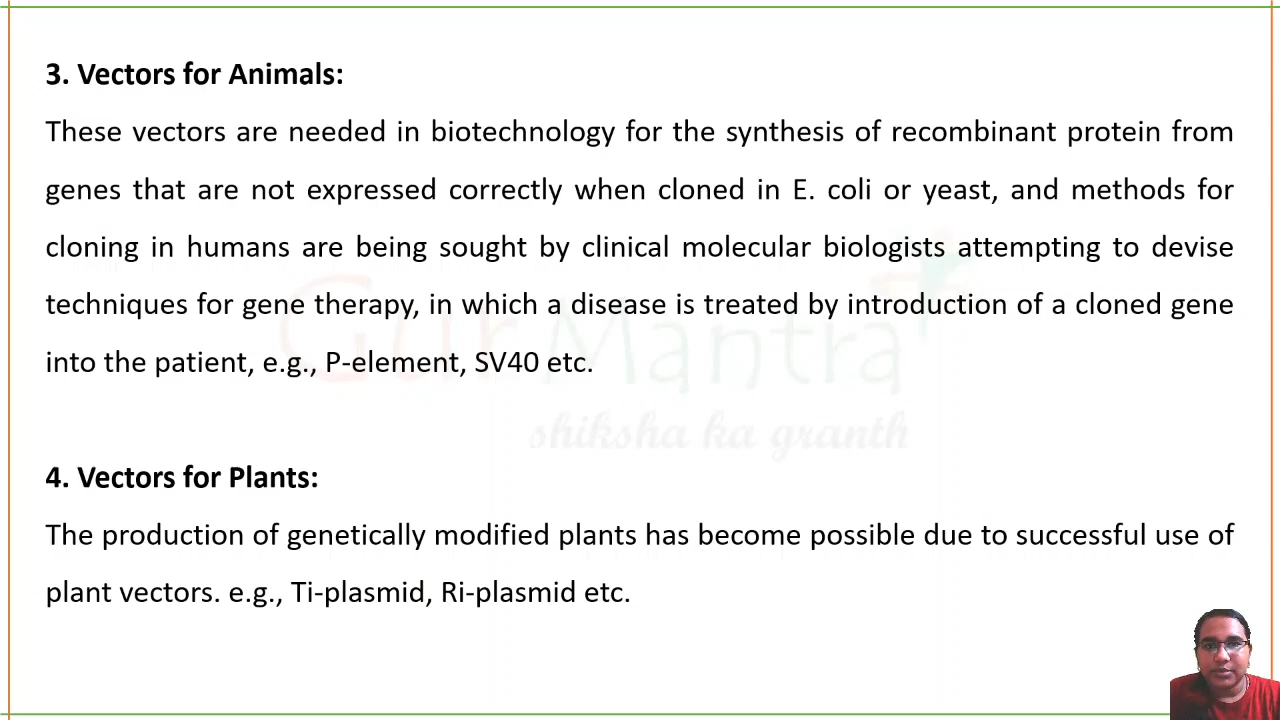 3. Vectors for Animals:
These vectors are needed in biotechnology for the synthesis of recombinant protein from
genes that are not expressed correctly when cloned in E. coli or yeast, and methods for
cloning in humans are being sought by clinical molecular biologists attempting to devise
techniques for gene therapy, in which a disease is treated by introduction of a cloned gene
into the patient, e.g., P-element, SV40 etc.
GurMantra
shiksha ka granth
4. Vectors for Plants:
The production of genetically modified plants has become possible due to successful use of
plant vectors. e.g., Ti-plasmid, Ri-plasmid etc.